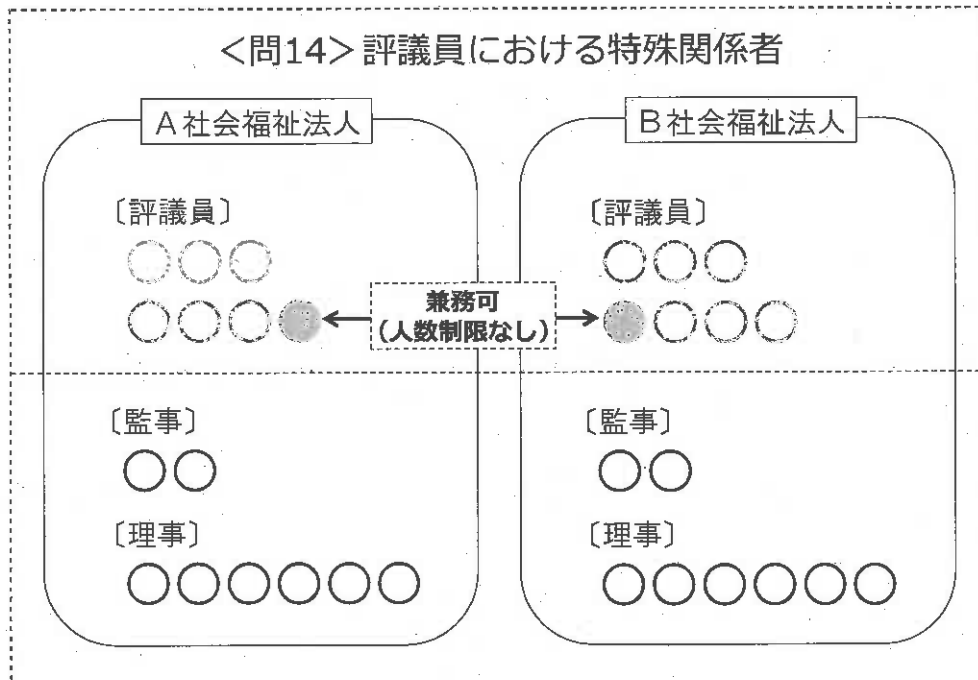 <問14>評議員における特殊関係者
A社会福祉法人
B社会福祉法人
〔評議員〕
〔評議員〕
兼務可
(人数制限なし)
〔監事〕
〔監事〕
〔理事〕
〔理事〕